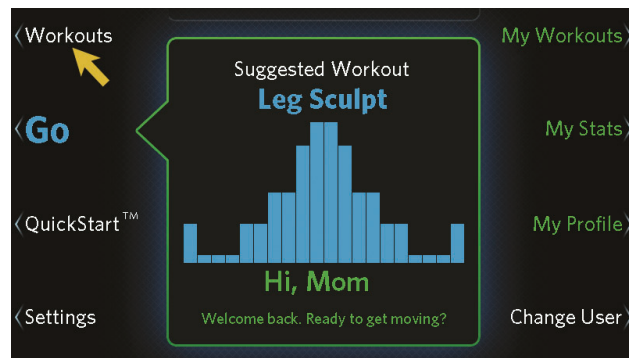 Workouts
Go
QuickStart™
Settings
Suggested Workout
Leg Sculpt
Hi, Mom
Welcome back. Ready to get moving?
My Workouts
My Stats
My Profile
Change User